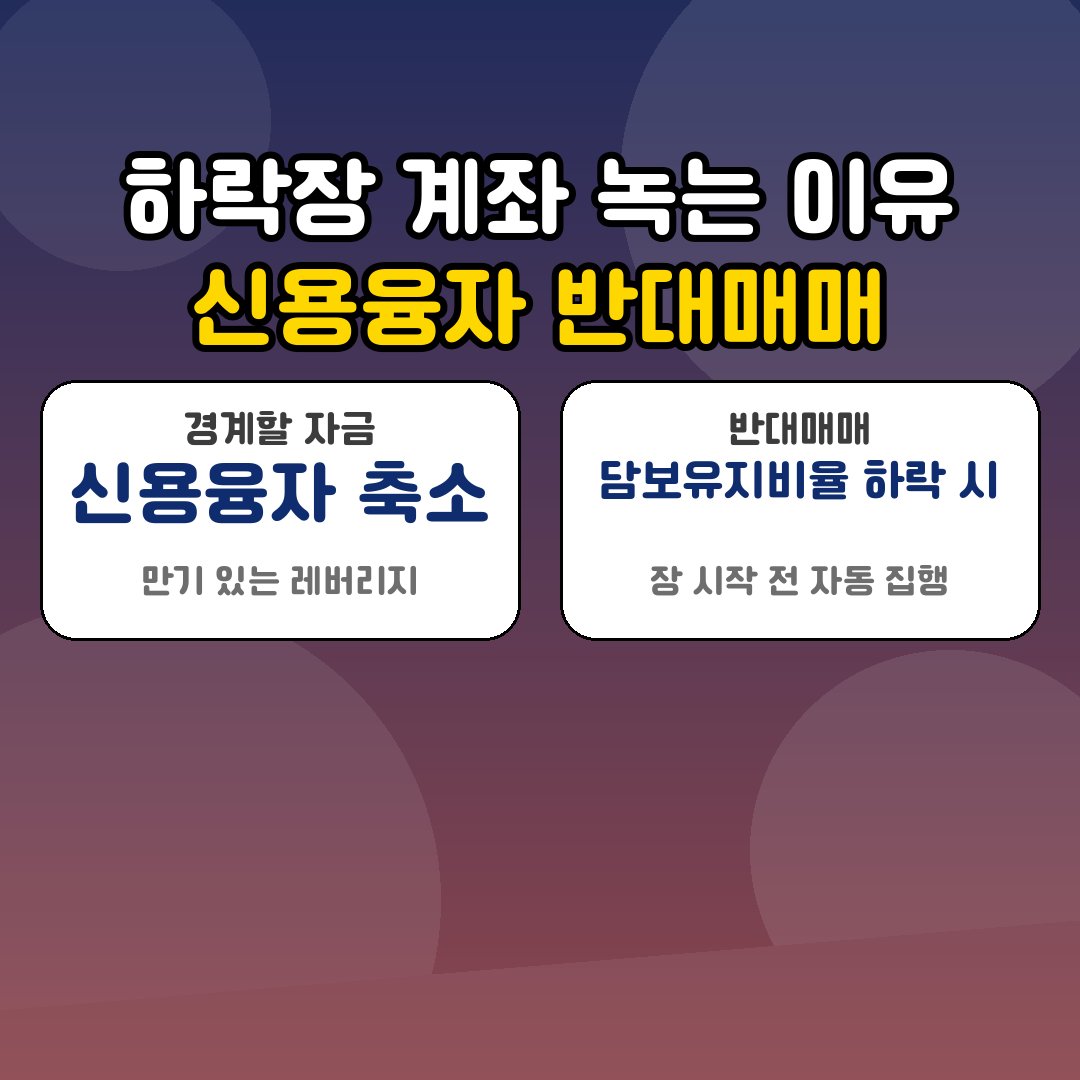 하락장 계좌 녹는 이유
신용융자 반대매매
경계할 자금
신용융자 축소
만기 있는 레버리지
반대매매
담보유지비율 하락 시
장 시작 전 자동 집행